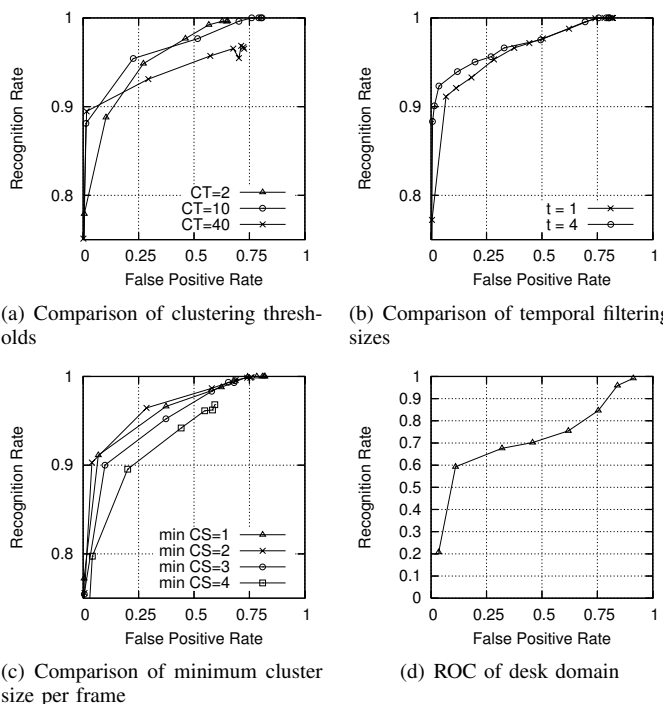 1
0.9
0.8
Recognition Rate
CT=2
CT=10
CT=40
0 0.25 0.5 0.75 1
False Positive Rate
(a) Comparison of clustering thresh-
olds
1
0.9
0.8
Recognition Rate
t = 1
t = 4
0 0.25 0.5 0.75 1
False Positive Rate
(b) Comparison of temporal filtering
sizes
1
0.9
0.8
Recognition Rate
min CS=1
min CS=2
min CS=3
min CS=4
0 0.25 0.5 0.75 1
False Positive Rate
(c) Comparison of minimum cluster
size per frame
1
0.9
0.8
0.7
0.6
0.5
0.4
0.3
0.2
0.1
0
Recognition Rate
0 0.25 0.5 0.75 1
False Positive Rate
(d) ROC of desk domain